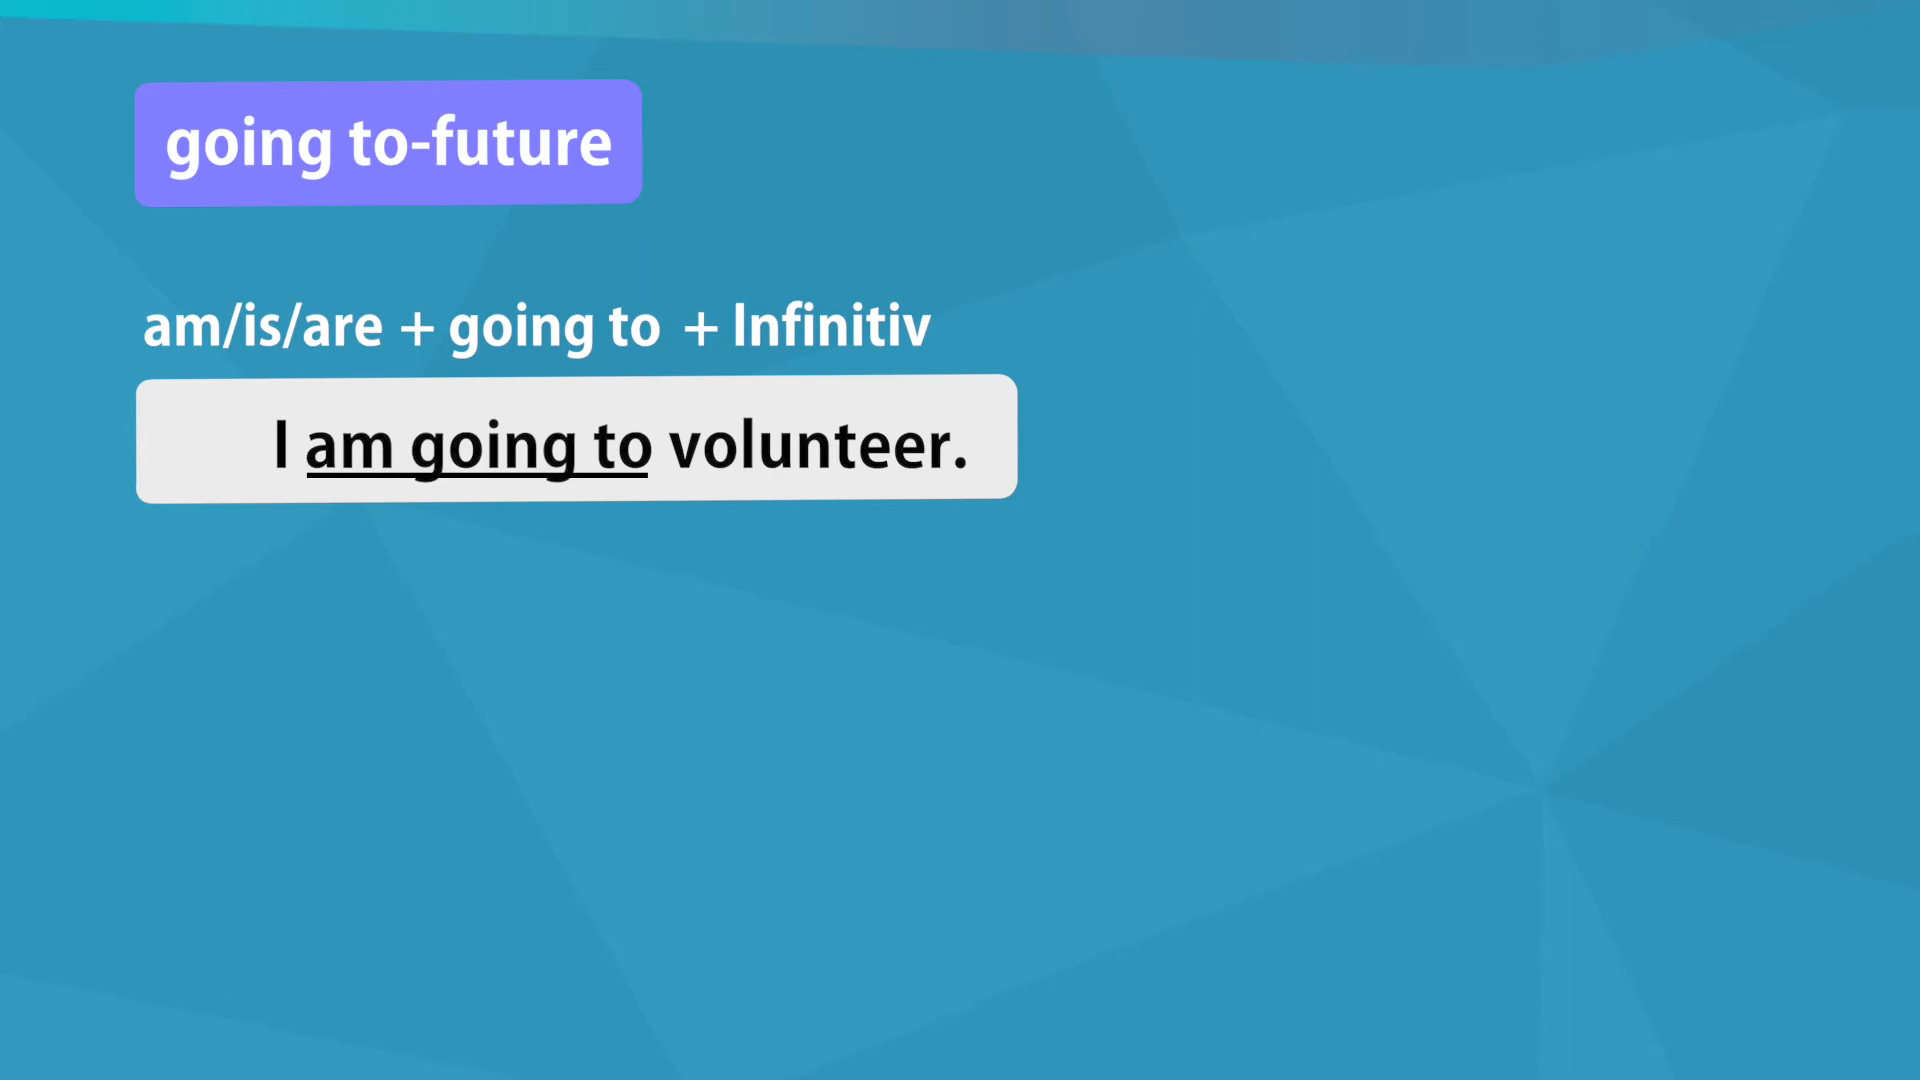 going to-future
am/is/are + going to + Infinitiv
I am going to volunteer.